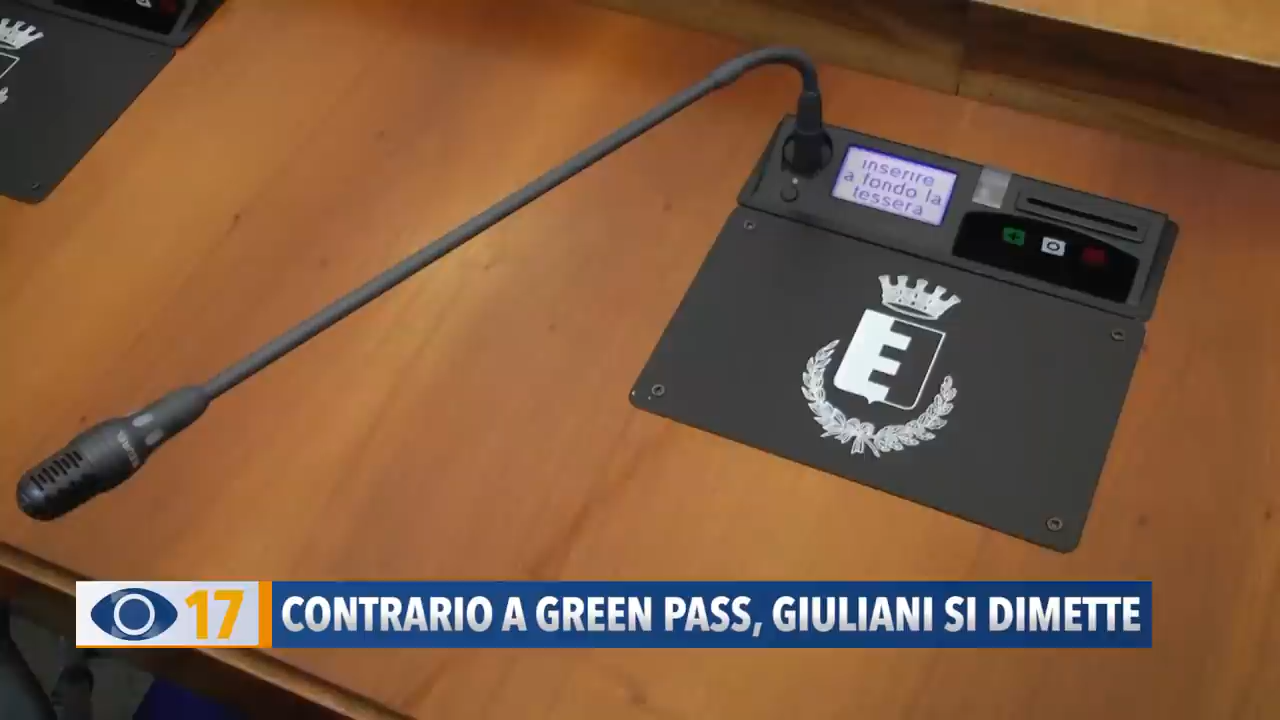 inserire
a fondo la
tessera
E
17 CONTRARIO A GREEN PASS, GIULIANI SI DIMETTE